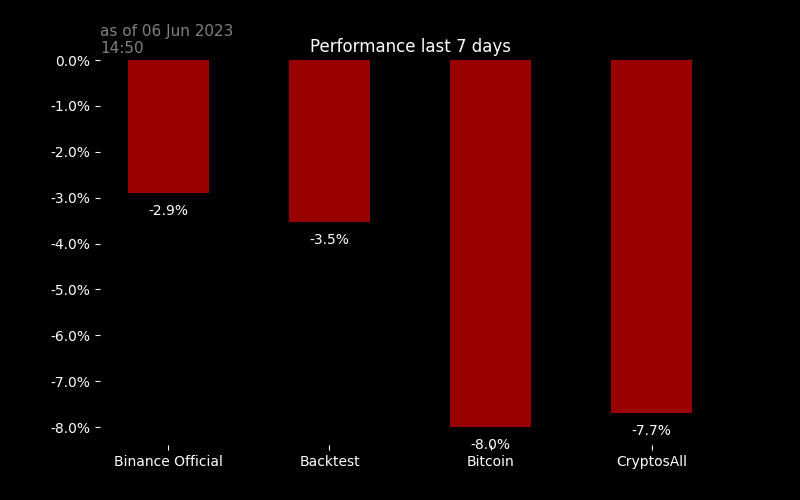 as of 06 Jun 2023
14:50
Performance last 7 days
0.0%
-1.0%
-2.0%
-3.0%
-4.0%
-5.0%
-6.0%
-7.0%
-8.0%
-2.9%
-3.5%
-8.0%
-7.7%
Binance Official
Backtest
Bitcoin
CryptosAll